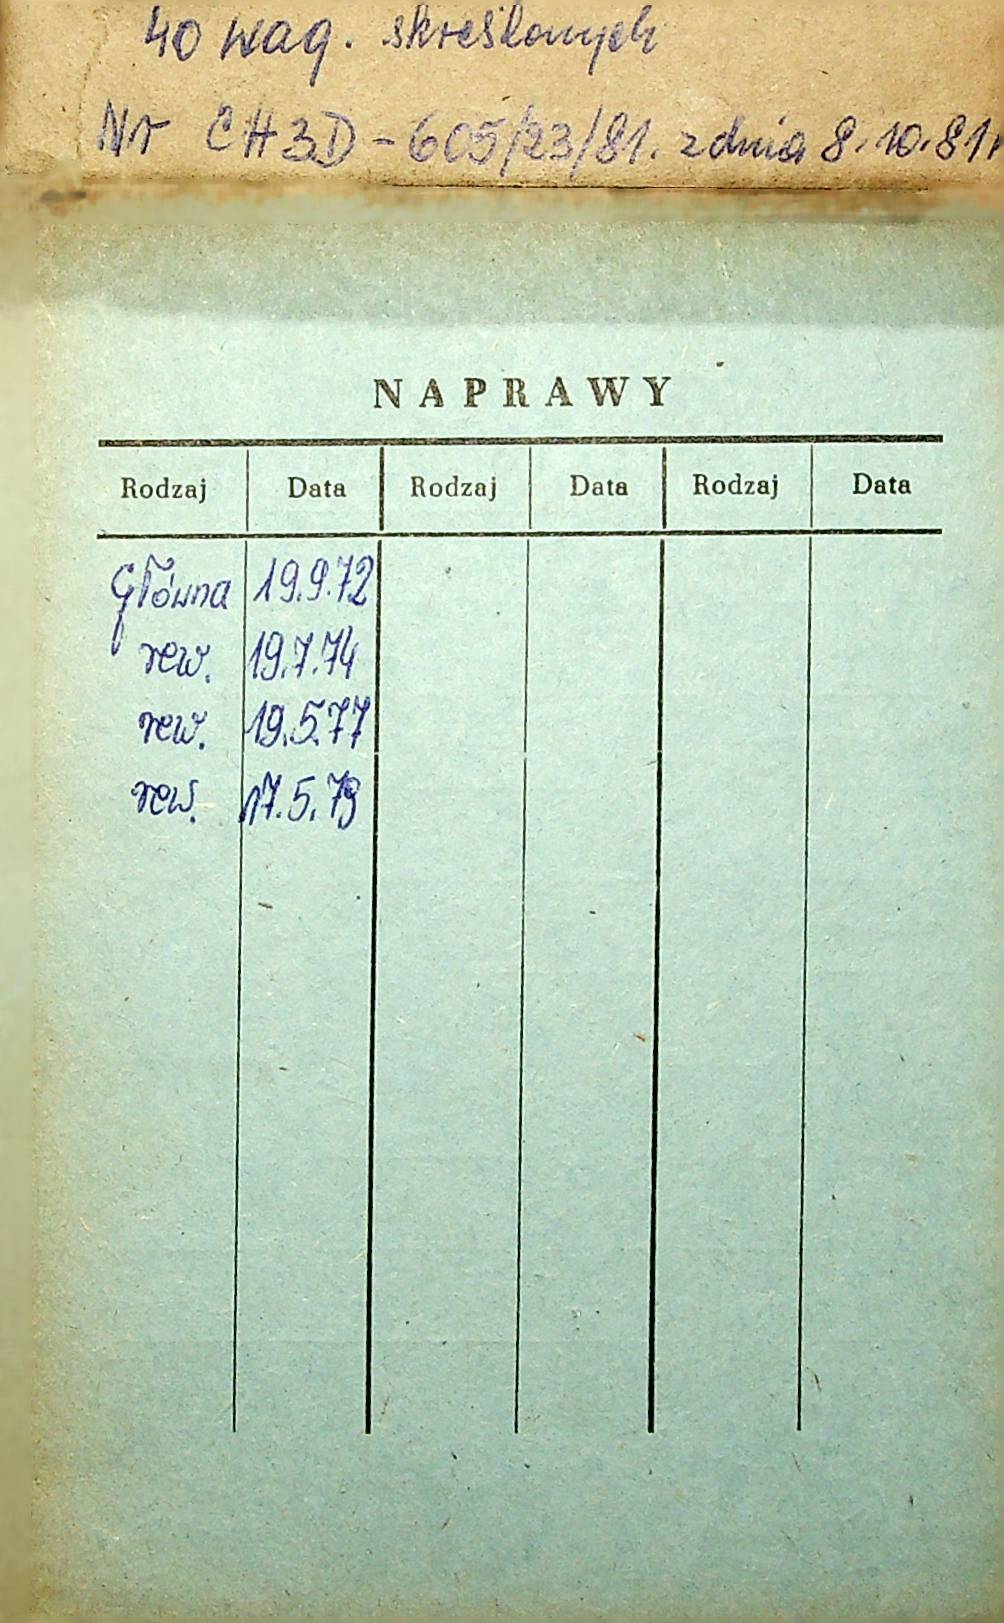 40 wag. skreślonych
Nr CH3D-605/23/81. z dnia 8.10.81r
NAPRAWY
Rodzaj Data Rodzaj Data Rodzaj Data
Główna 19.9.72
rew. 19.7.74
rew. 19.5.77
rew. 17.5.79